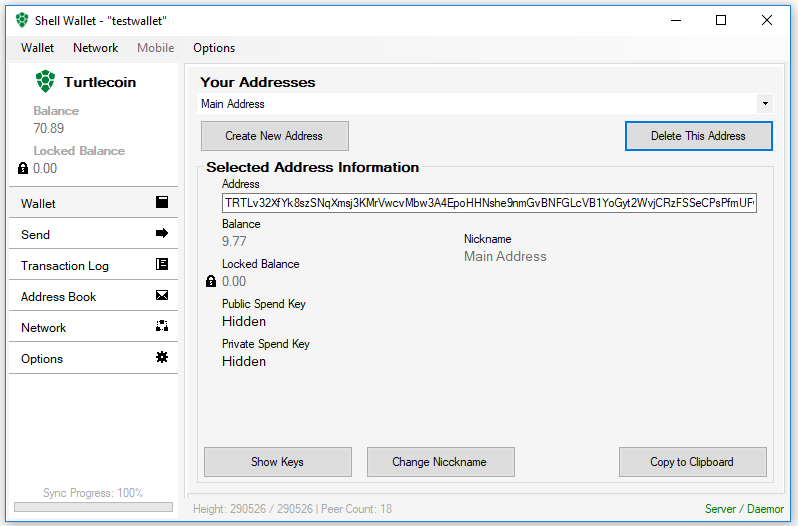 Shell Wallet - "testwallet"
Wallet Network Mobile Options
Turtlecoin
Balance
70.89
Locked Balance
0.00
Wallet
Send
Transaction Log
Address Book
Network
Options
Sync Progress: 100%
Your Addresses
Main Address
Create New Address
Delete This Address
Selected Address Information
Address
TRTLv32XfYk8szSNqXmsj3KMrVwcvMbw3A4EpoHHNshe9nmGvBNFGLcVB1YoGyt2WvjCRzFSSeCPsPfmUF
Balance
9.77
Nickname
Main Address
Locked Balance
0.00
Public Spend Key
Hidden
Private Spend Key
Hidden
Show Keys
Change Nicckname
Copy to Clipboard
Height: 290526 / 290526 | Peer Count: 18
Server / Daemor